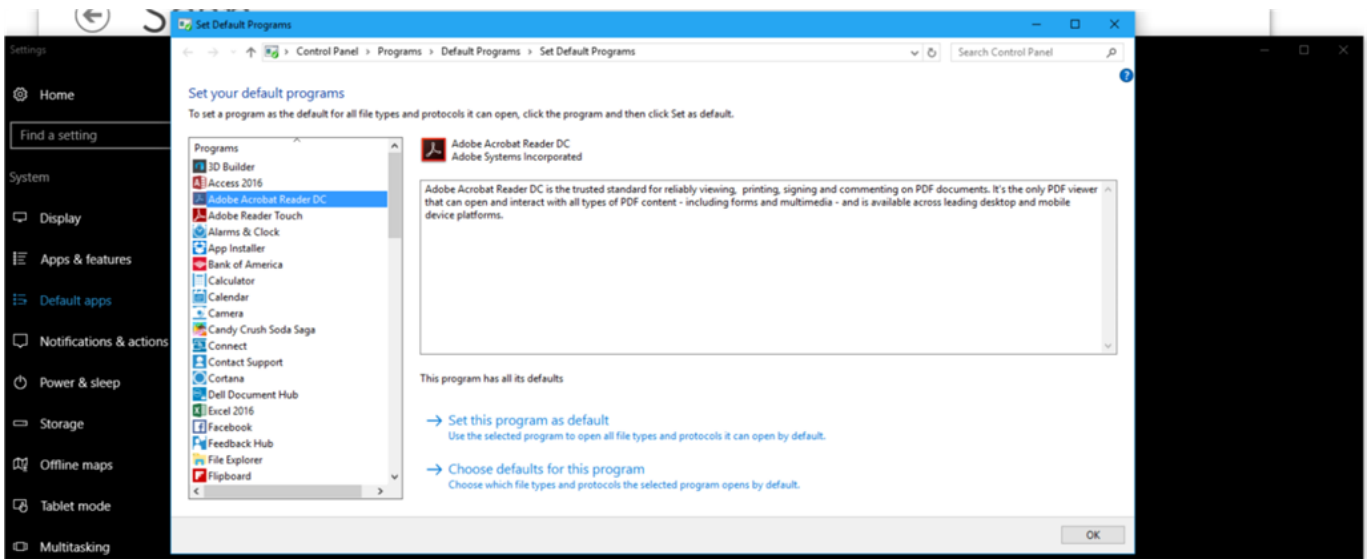 Set Default Programs
Settings
Control Panel > Programs > Default Programs > Set Default Programs
Search Control Panel
Home
Find a setting
System
Display
Apps & features
Default apps
Notifications & actions
Power & sleep
Storage
Offline maps
Tablet mode
Multitasking
Set your default programs
To set a program as the default for all file types and protocols it can open, click the program and then click Set as default.
Programs
3D Builder
Access 2016
Adobe Acrobat Reader DC
Adobe Reader Touch
Alarms & Clock
App Installer
Bank of America
Calculator
Calendar
Camera
Candy Crush Soda Saga
Connect
Contact Support
Cortana
Dell Document Hub
Excel 2016
Facebook
Feedback Hub
File Explorer
Flipboard
Adobe Acrobat Reader DC
Adobe Systems Incorporated
Adobe Acrobat Reader DC is the trusted standard for reliably viewing, printing, signing and commenting on PDF documents. It's the only PDF viewer
that can open and interact with all types of PDF content - including forms and multimedia - and is available across leading desktop and mobile
device platforms.
This program has all its defaults
Set this program as default
Use the selected program to open all file types and protocols it can open by default.
Choose defaults for this program
Choose which file types and protocols the selected program opens by default.
OK